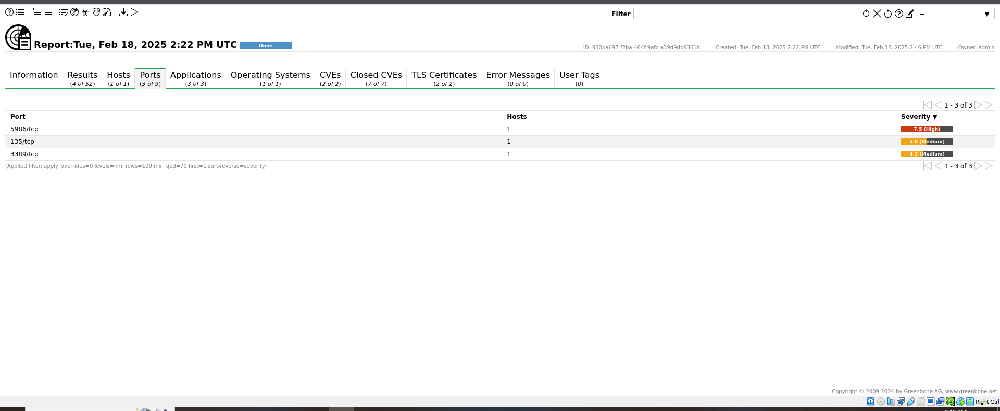 Filter
--
Report:Tue, Feb 18, 2025 2:22 PM UTC
Done
ID: 950ba697-f2ba-464f-9afc-a39d9db9361b Created: Tue, Feb 18, 2025 2:22 PM UTC Modified: Tue, Feb 18, 2025 2:46 PM UTC Owner: admin
Information Results Hosts Ports Applications Operating Systems CVEs Closed CVEs TLS Certificates Error Messages User Tags
(4 of 52) (1 of 1) (3 of 9) (3 of 3) (1 of 1) (2 of 2) (7 of 7) (2 of 2) (0 of 0) (0)
1 - 3 of 3
Port Hosts Severity ▼
5986/tcp 1 7.5 (High)
135/tcp 1 5.0 (Medium)
3389/tcp 1 4.3 (Medium)
(Applied filter: apply_overrides=0 levels=hml rows=100 min_qod=70 first=1 sort-reverse=severity) 1 - 3 of 3
Copyright © 2009-2024 by Greenbone AG, www.greenbone.net
Right Ctrl